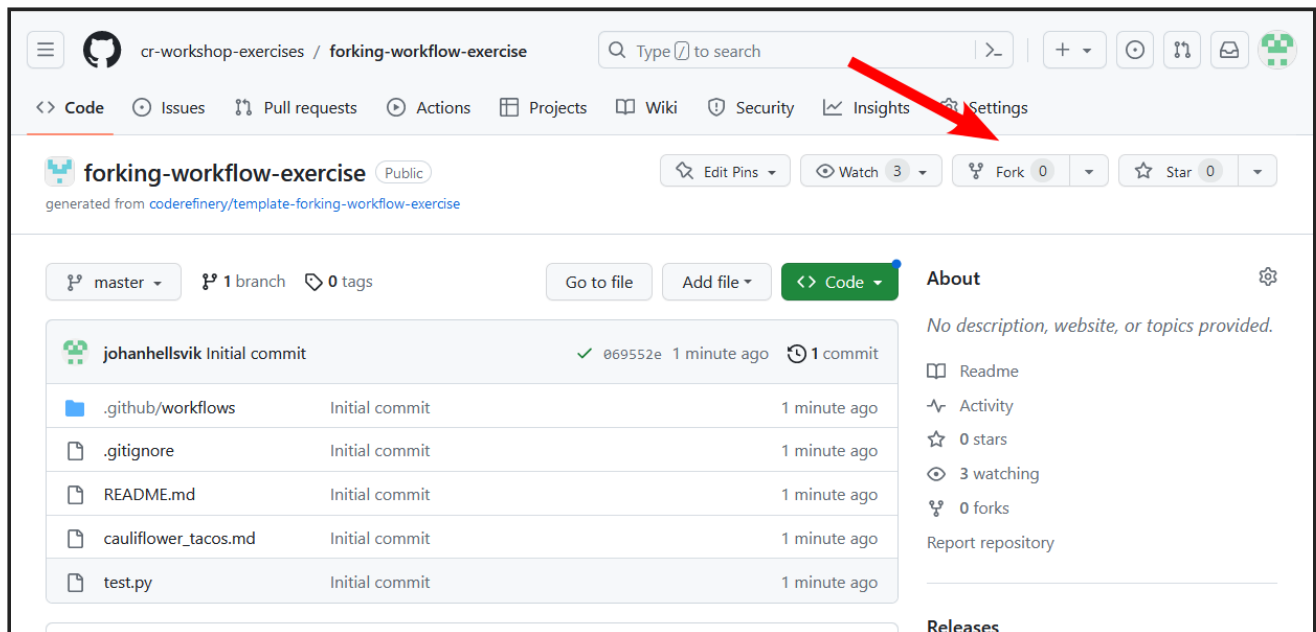 cr-workshop-exercises / forking-workflow-exercise Type / to search
Code Issues Pull requests Actions Projects Wiki Security Insights Settings
forking-workflow-exercise Public Edit Pins Watch 3 Fork 0 Star 0
generated from coderefinery/template-forking-workflow-exercise
master 1 branch 0 tags Go to file Add file <> Code
About
No description, website, or topics provided.
johanhellsvik Initial commit 069552e 1 minute ago 1 commit
Readme
.github/workflows Initial commit 1 minute ago
Activity
.gitignore Initial commit 1 minute ago
0 stars
README.md Initial commit 1 minute ago
3 watching
0 forks
cauliflower_tacos.md Initial commit 1 minute ago
Report repository
test.py Initial commit 1 minute ago
Releases